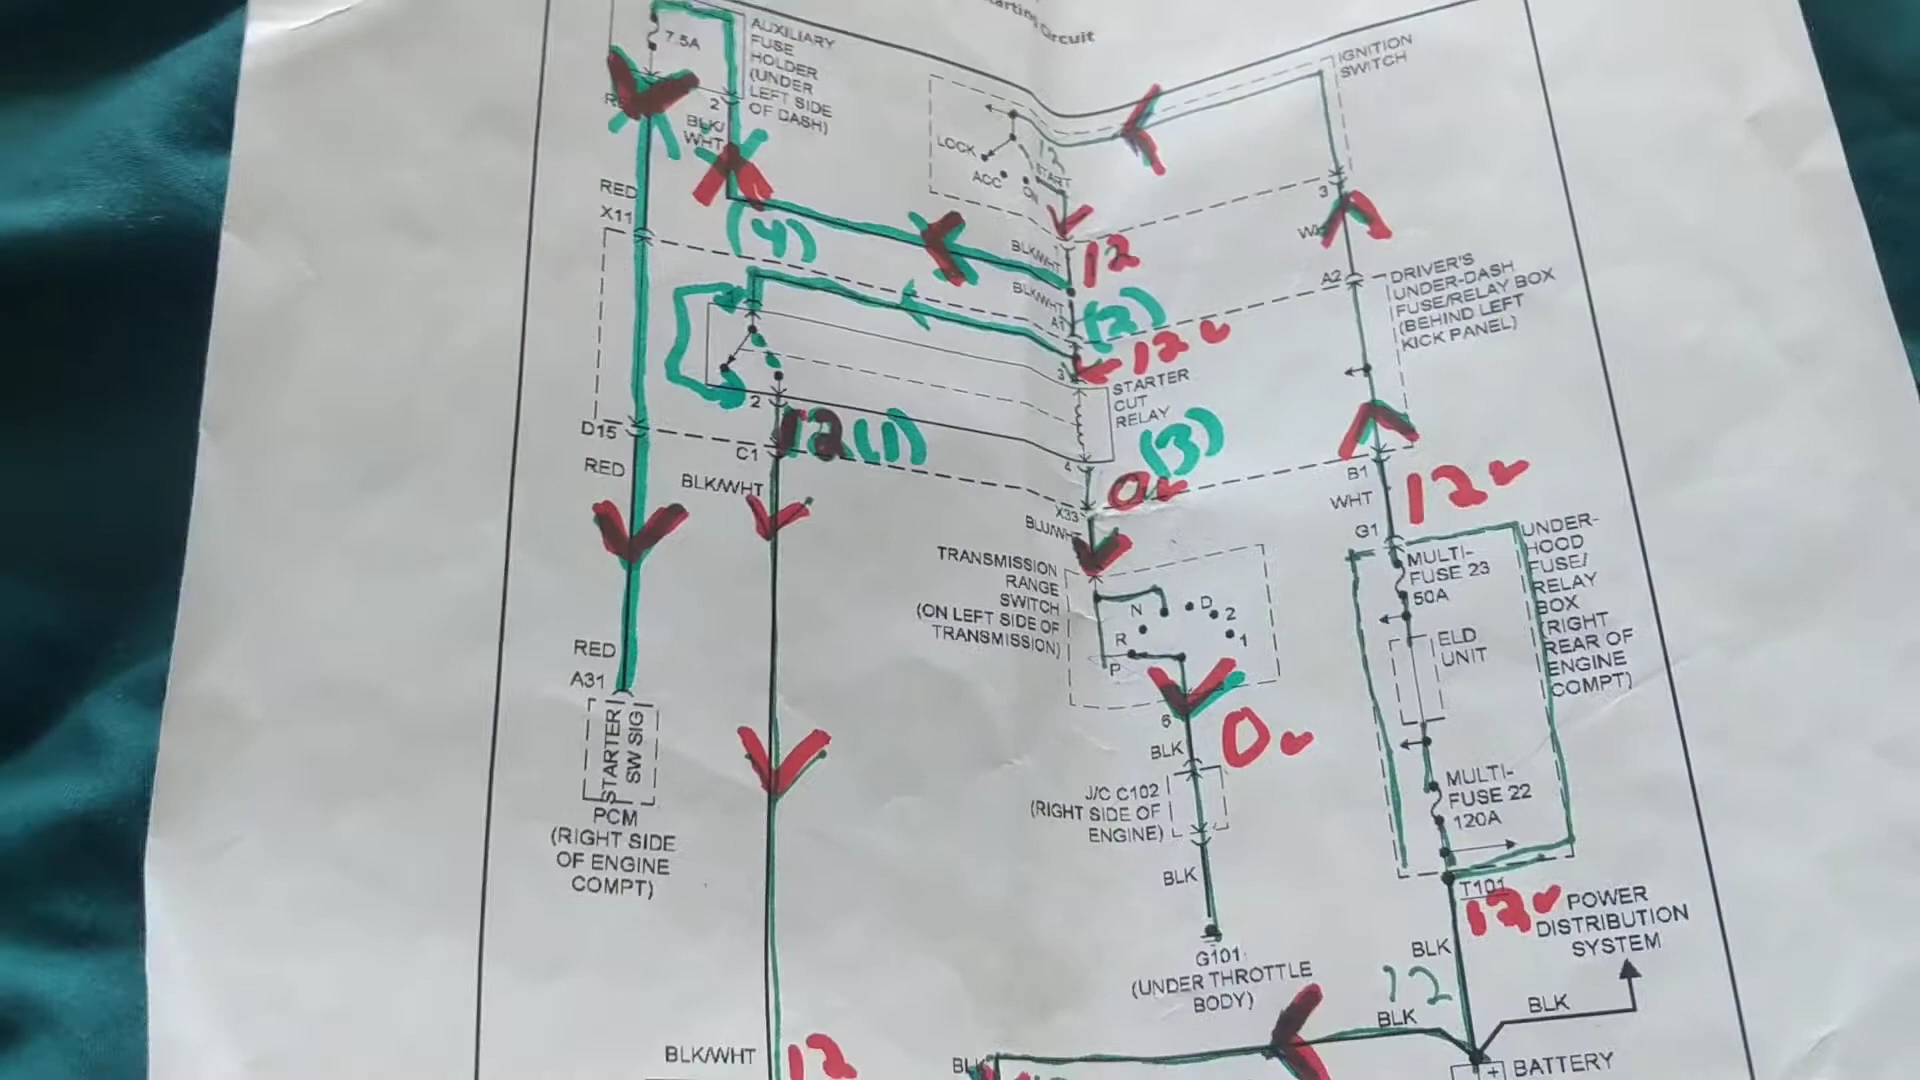 Circuit
7.5A
AUXILIARY
FUSE
HOLDER
(UNDER
LEFT SIDE
OF DASH)
IGNITION
SWITCH
2
BLK/
WHT
LOCK
ACC
ON
START
12
3
RED
X11
(4)
1
BLK/WHT
12
BLK/WHT
A1
(2)
A2
DRIVER'S
UNDER-DASH
FUSE/RELAY BOX
(BEHIND LEFT
KICK PANEL)
12v
3
STARTER
CUT
RELAY
2
12(1)
D15
C1
4
(3)
0v
B1
RED
BLK/WHT
WHT
12v
X33
BLU/WHT
G1
UNDER-
HOOD
FUSE/
RELAY
BOX
(RIGHT
REAR OF
ENGINE
COMPT)
MULTI-
FUSE 23
50A
TRANSMISSION
RANGE
SWITCH
(ON LEFT SIDE OF
TRANSMISSION)
N
D
2
R
1
P
ELD
UNIT
RED
A31
STARTER
SW SIG
6
BLK
0v
MULTI-
FUSE 22
120A
PCM
(RIGHT SIDE
OF ENGINE
COMPT)
J/C C102
(RIGHT SIDE OF
ENGINE)
BLK
T101
12v
POWER
DISTRIBUTION
SYSTEM
G101
(UNDER THROTTLE
BODY)
BLK
12
BLK
BLK
BLK/WHT
12
BLK
+
BATTERY